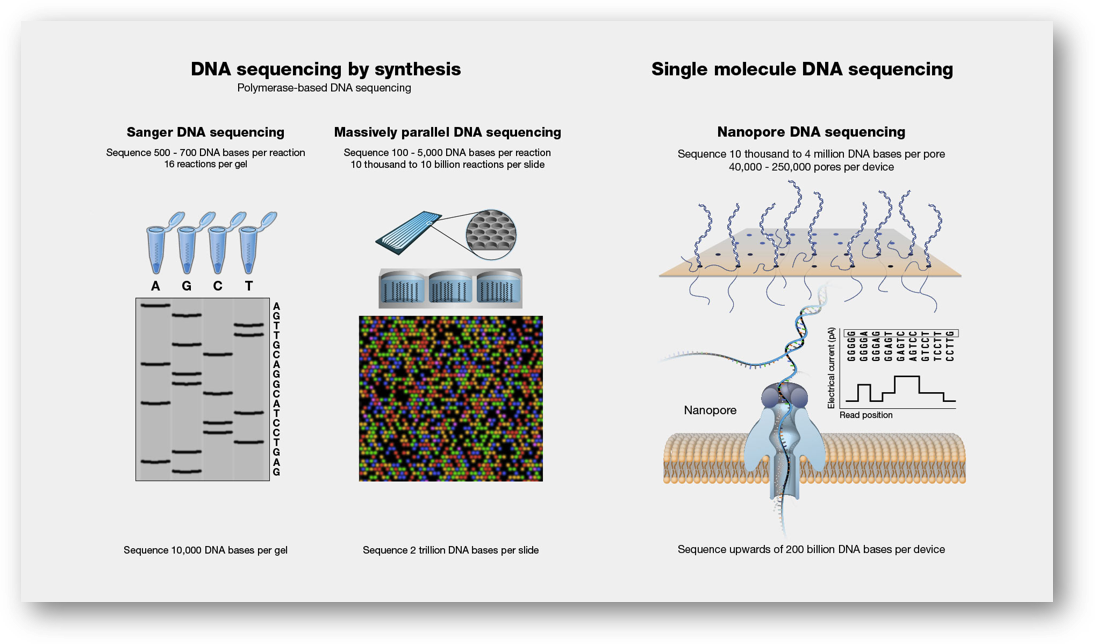 DNA sequencing by synthesis
Polymerase-based DNA sequencing
Sanger DNA sequencing
Sequence 500 - 700 DNA bases per reaction
16 reactions per gel
A G C T
A
G
T
T
G
C
A
G
G
C
A
T
C
C
T
G
A
G
Sequence 10,000 DNA bases per gel
Massively parallel DNA sequencing
Sequence 100 - 5,000 DNA bases per reaction
10 thousand to 10 billion reactions per slide
Sequence 2 trillion DNA bases per slide
Single molecule DNA sequencing
Nanopore DNA sequencing
Sequence 10 thousand to 4 million DNA bases per pore
40,000 - 250,000 pores per device
Nanopore
Electrical current (pA)
GGGGG
GGGGA
GGGAG
GGAGT
GAGTC
AGTCC
GTCCT
TCCTT
CCTTG
Read position
Sequence upwards of 200 billion DNA bases per device